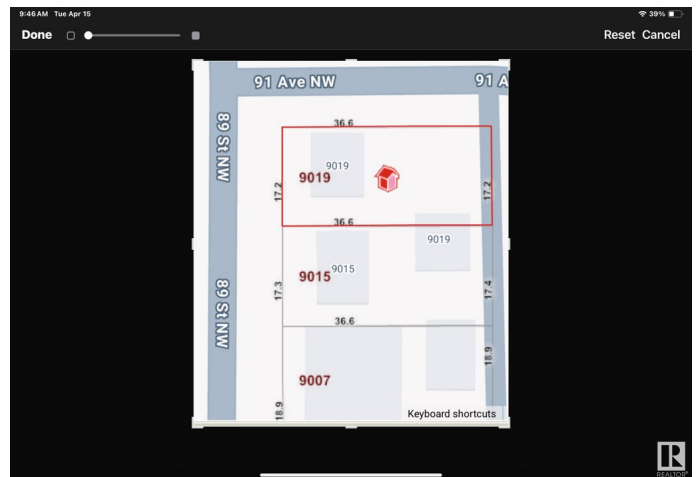 9:46 AM Tue Apr 15
39%
Done
Reset Cancel
91 Ave NW
91 A
89 St NW
36.6
9019
9019
17.2
17.2
36.6
9019
9015
9015
17.3
17.4
89 St NW
36.6
18.9
9007
18.9
Keyboard shortcuts
R
REALTOR®